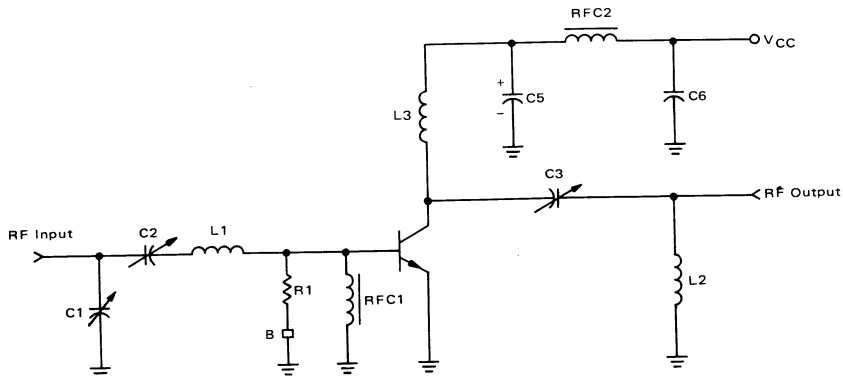 RFC2
VCC
+
C5
–
C6
L3
C3
RF Output
RF Input
C2
L1
C1
R1
RFC1
B
L2